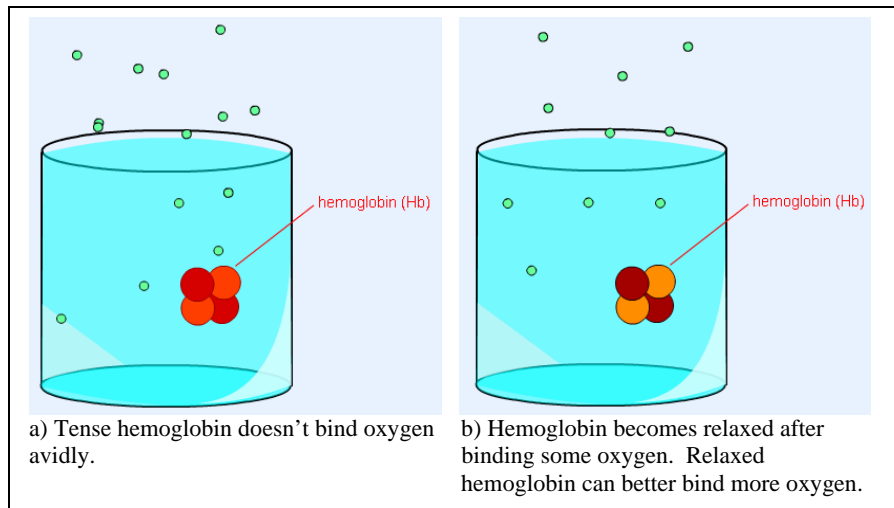 hemoglobin (Hb)
hemoglobin (Hb)
a) Tense hemoglobin doesn’t bind oxygen
avidly.
b) Hemoglobin becomes relaxed after
binding some oxygen.  Relaxed
hemoglobin can better bind more oxygen.